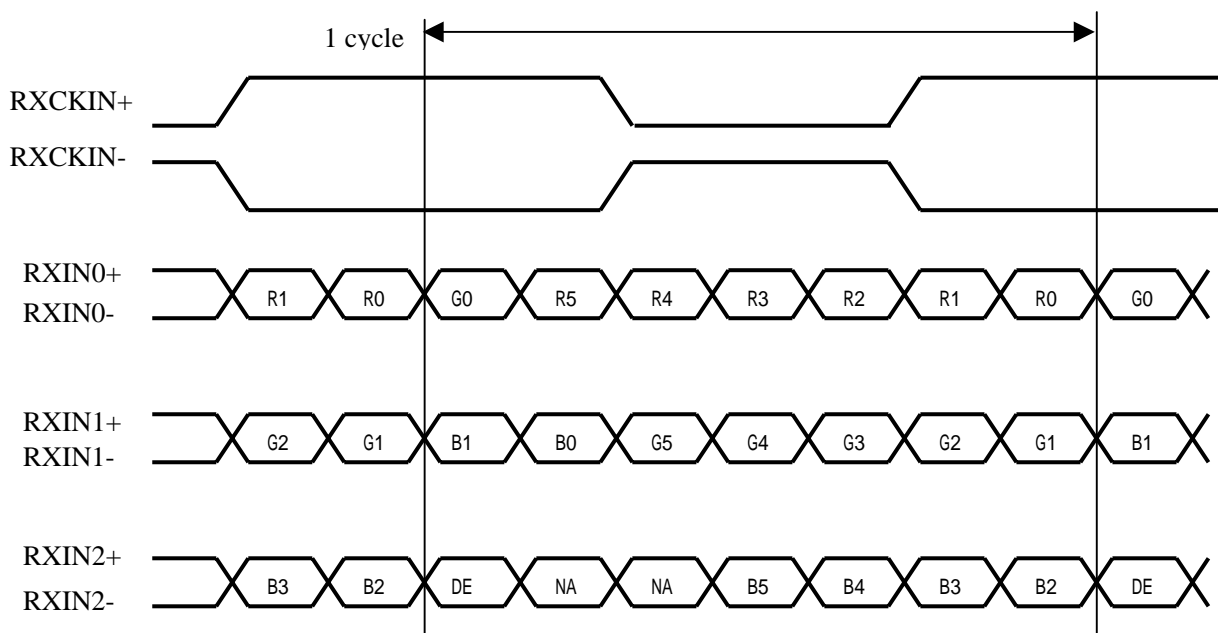 1 cycle
RXCKIN+
RXCKIN-
RXIN0+
R1 R0 G0 R5 R4 R3 R2 R1 R0 G0
RXIN0-
RXIN1+
G2 G1 B1 B0 G5 G4 G3 G2 G1 B1
RXIN1-
RXIN2+
B3 B2 DE NA NA B5 B4 B3 B2 DE
RXIN2-